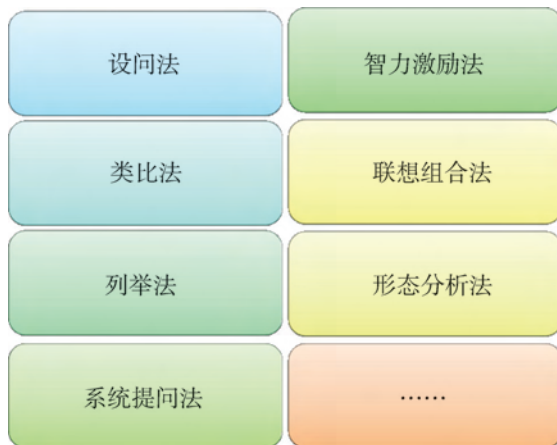 设问法
智力激励法
类比法
联想组合法
列举法
形态分析法
系统提问法
……